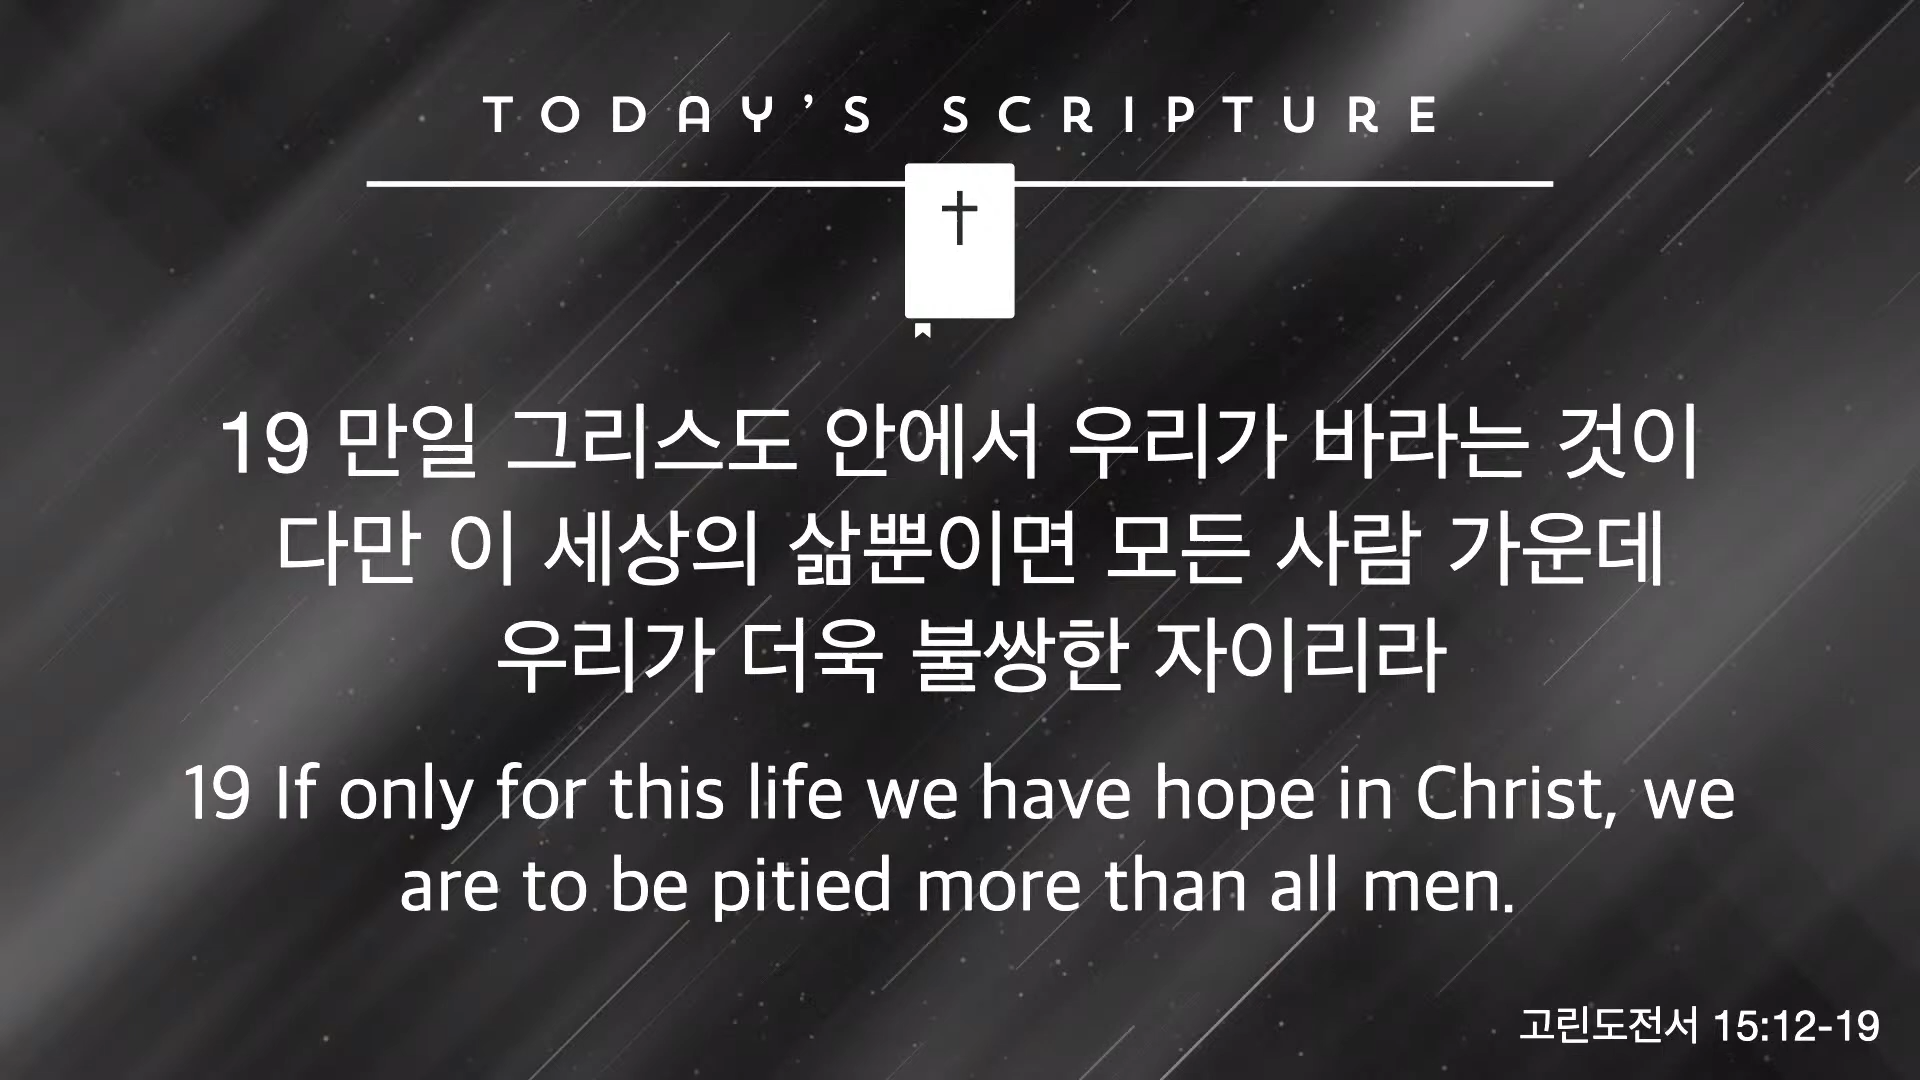 TODAY'S SCRIPTURE
19 만일 그리스도 안에서 우리가 바라는 것이
다만 이 세상의 삶뿐이면 모든 사람 가운데
우리가 더욱 불쌍한 자이리라
19 If only for this life we have hope in Christ, we
are to be pitied more than all men.
고린도전서 15:12-19